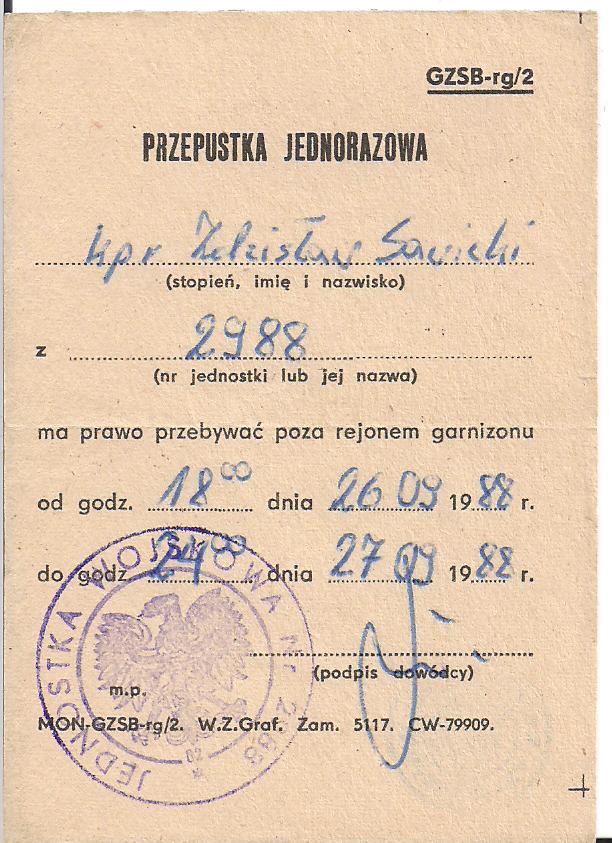 GZSB-rg/2
PRZEPUSTKA JEDNORAZOWA
kpr Zdzisław Sawicki
(stopień, imię i nazwisko)
z 2988
(nr jednostki lub jej nazwa)
ma prawo przebywać poza rejonem garnizonu
od godz. 18⁰⁰ dnia 26 09 1988 r.
do godz. 24⁰⁰ dnia 27 09 1988 r.
JEDNOSTKA WOJSKOWA Nr 2988
02
(podpis dowódcy)
m.p.
MON-GZSB-rg/2. W.Z.Graf. Zam. 5117. CW-79909.